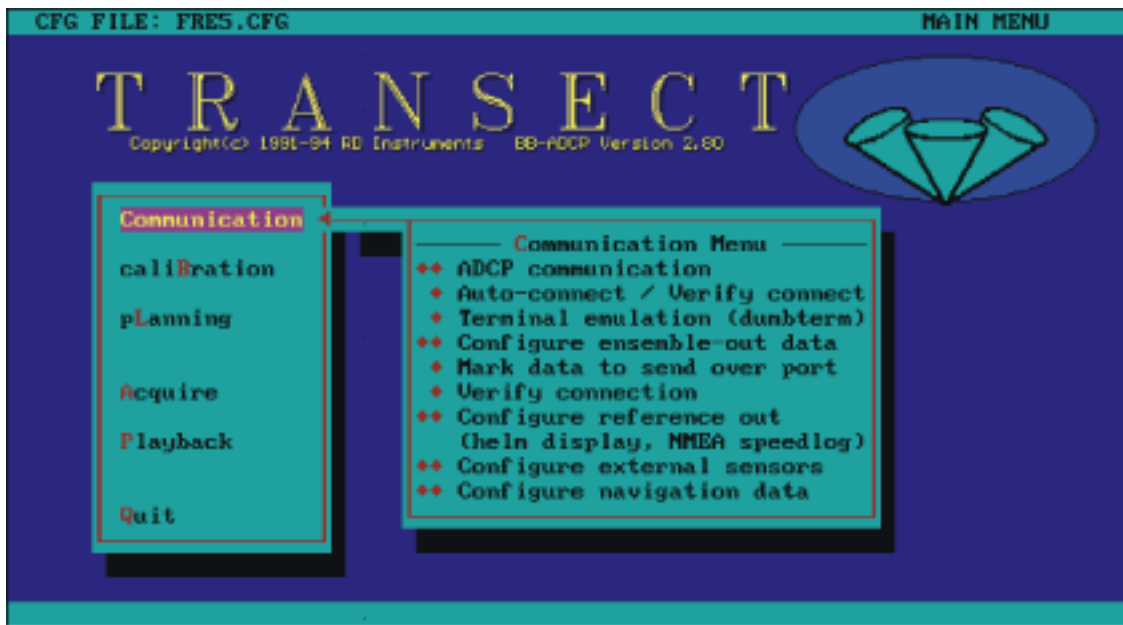 CFG FILE: FRE5.CFG MAIN MENU
TRANSECT
Copyright(c) 1991-94 RD Instruments BB-ADCP Version 2.80
Communication
caliBration
pLanning
Acquire
Playback
Quit
Communication Menu
ADCP communication
Auto-connect / Verify connect
Terminal emulation (dumbterm)
Configure ensemble-out data
Mark data to send over port
Verify connection
Configure reference out
(helm display, NMEA speedlog)
Configure external sensors
Configure navigation data